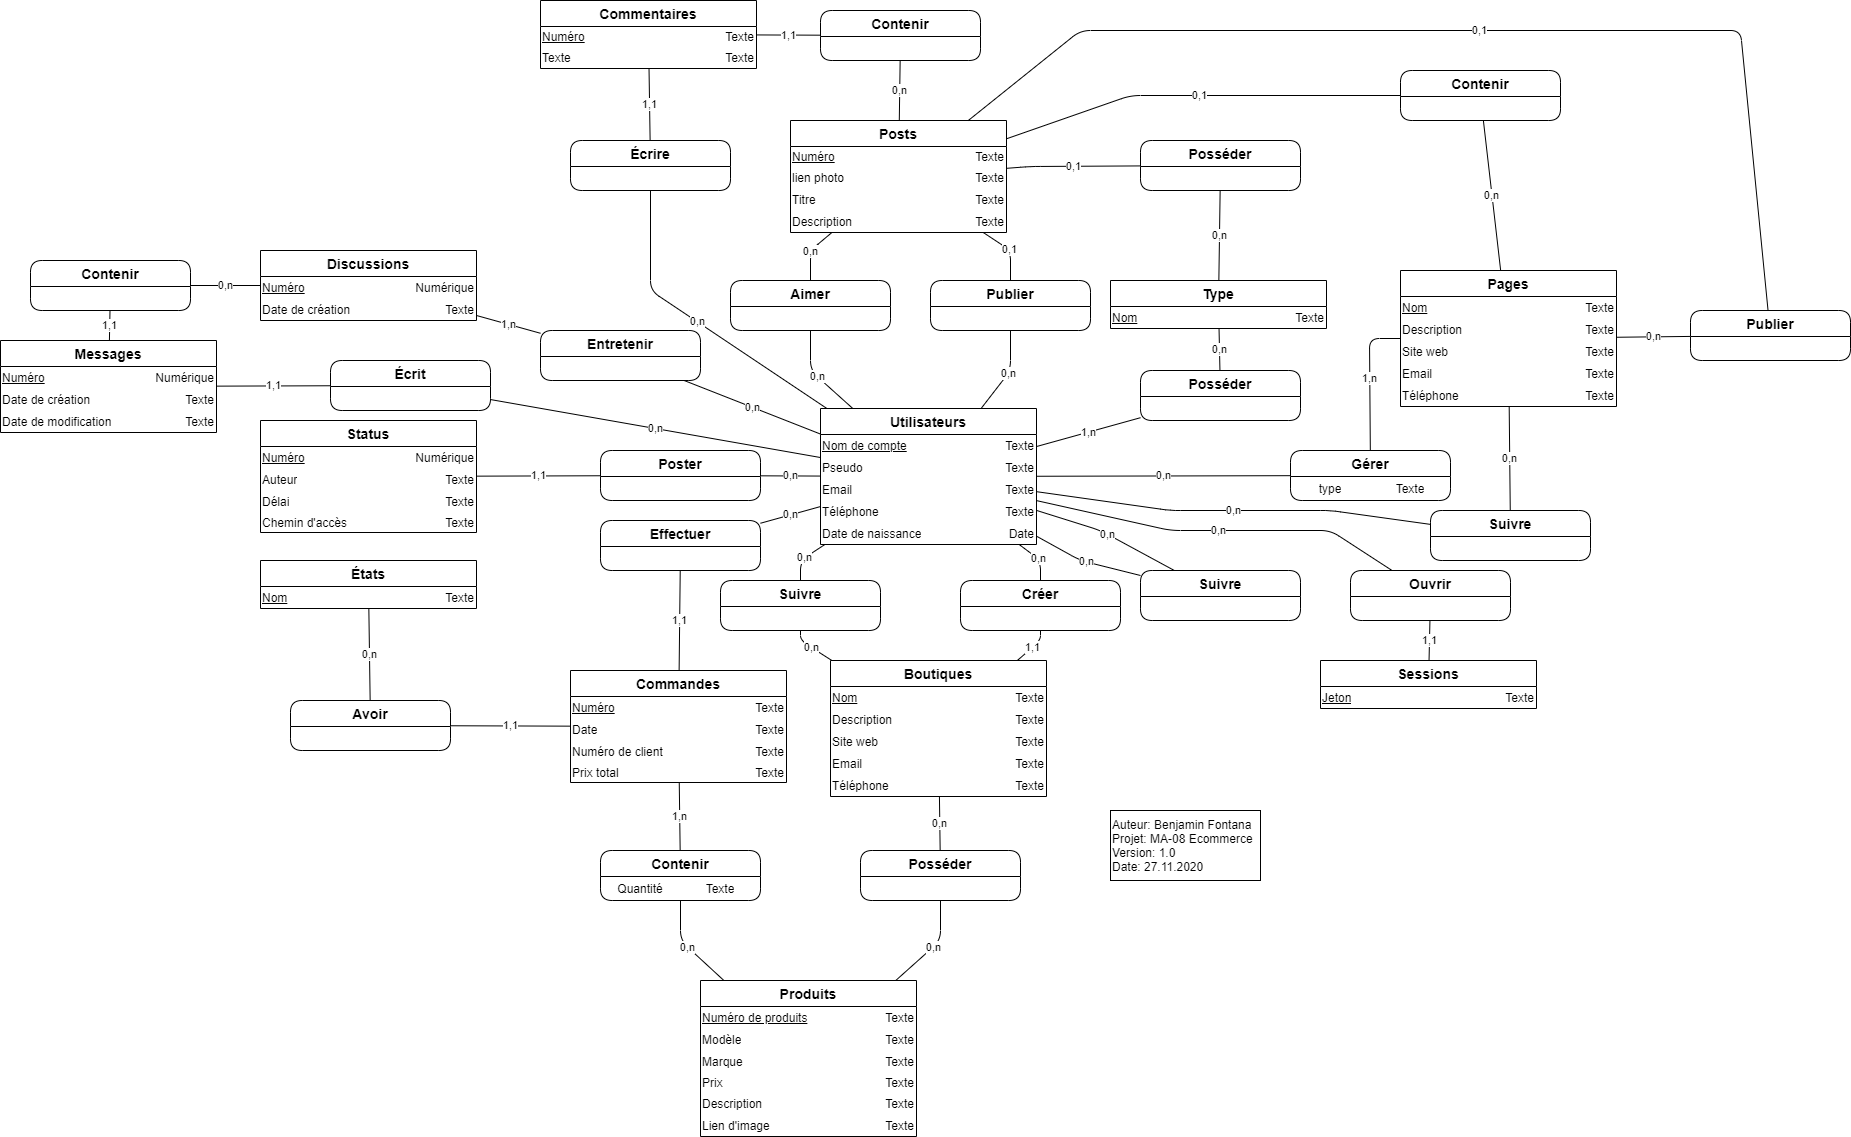 Commentaires
Numéro Texte
Texte Texte
1,1
Contenir
0,n
1,1
Écrire
0,n
0,1
0,1
Contenir
0,n
Posts
Numéro Texte
lien photo Texte
Titre Texte
Description Texte
0,1
Posséder
0,n
Type
Nom Texte
0,n
Posséder
1,n
0,n
Aimer
0,n
0,1
Publier
0,n
Pages
Nom Texte
Description Texte
Site web Texte
Email Texte
Téléphone Texte
0,n
Publier
1,n
Gérer
type Texte
0,n
0,n
Suivre
0,n
Contenir
0,n
1,1
Discussions
Numéro Numérique
Date de création Texte
1,n
Entretenir
0,n
Messages
Numéro Numérique
Date de création Texte
Date de modification Texte
1,1
Écrit
0,n
Status
Numéro Numérique
Auteur Texte
Délai Texte
Chemin d'accès Texte
1,1
Poster
0,n
Utilisateurs
Nom de compte Texte
Pseudo Texte
Email Texte
Téléphone Texte
Date de naissance Date
0,n
Effectuer
1,1
0,n
Suivre
0,n
0,n
Créer
1,1
0,n
0,n
Suivre
0,n
Ouvrir
1,1
Sessions
Jeton Texte
États
Nom Texte
0,n
Avoir
1,1
Commandes
Numéro Texte
Date Texte
Numéro de client Texte
Prix total Texte
1,n
Contenir
Quantité Texte
0,n
Boutiques
Nom Texte
Description Texte
Site web Texte
Email Texte
Téléphone Texte
0,n
Posséder
0,n
Auteur: Benjamin Fontana
Projet: MA-08 Ecommerce
Version: 1.0
Date: 27.11.2020
Produits
Numéro de produits Texte
Modèle Texte
Marque Texte
Prix Texte
Description Texte
Lien d'image Texte